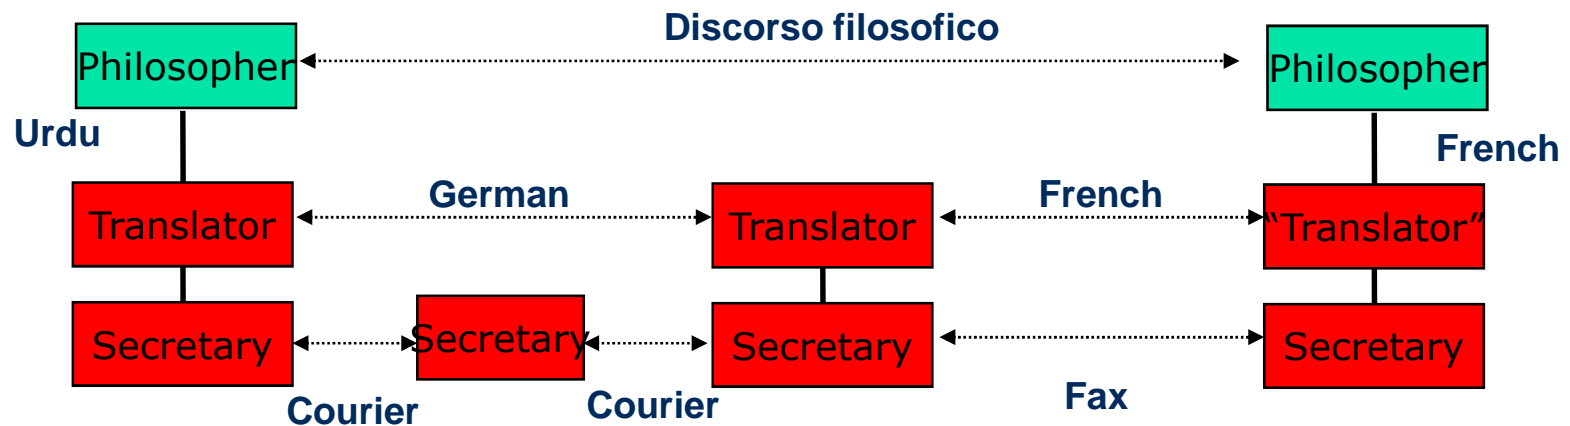 Discorso filosofico
Philosopher
Philosopher
Urdu
French
German
French
Translator
Translator
“Translator”
Secretary
Secretary
Secretary
Secretary
Courier
Courier
Fax